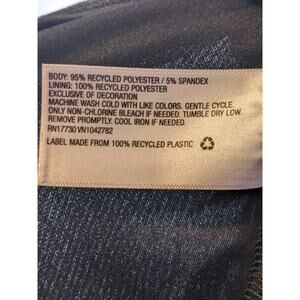 BODY: 95% RECYCLED POLYESTER / 5% SPANDEX
LINING: 100% RECYCLED POLYESTER
EXCLUSIVE OF DECORATION
MACHINE WASH COLD WITH LIKE COLORS. GENTLE CYCLE.
ONLY NON-CHLORINE BLEACH IF NEEDED. TUMBLE DRY LOW.
REMOVE PROMPTLY. COOL IRON IF NEEDED.
RN17730 VN1042782
LABEL MADE FROM 100% RECYCLED PLASTIC